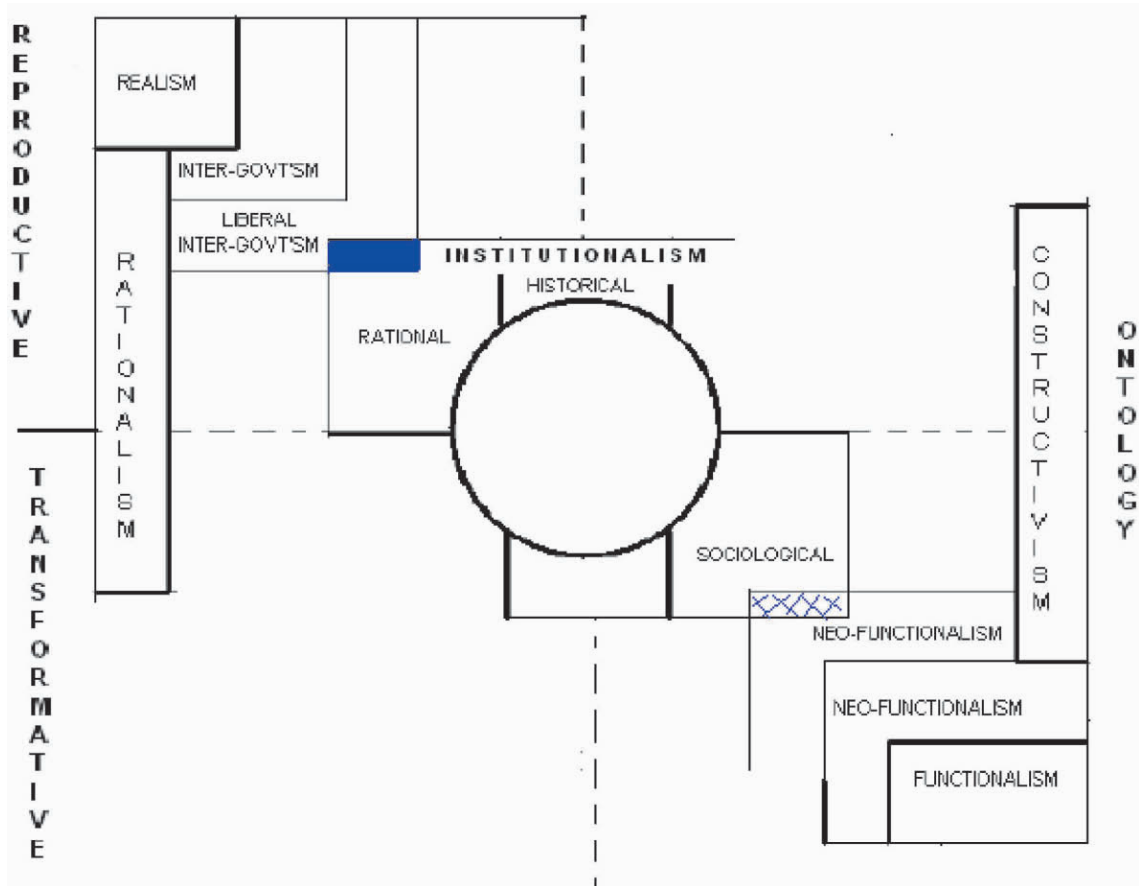 REPRODUCTIVE
TRANSFORMATIVE
REALISM
INTER-GOVT'SM
LIBERAL
INTER-GOVT'SM
RATIONALISM
INSTITUTIONALISM
HISTORICAL
RATIONAL
SOCIOLOGICAL
CONSTRUCTIVISM
ONTOLOGY
NEO-FUNCTIONALISM
NEO-FUNCTIONALISM
FUNCTIONALISM